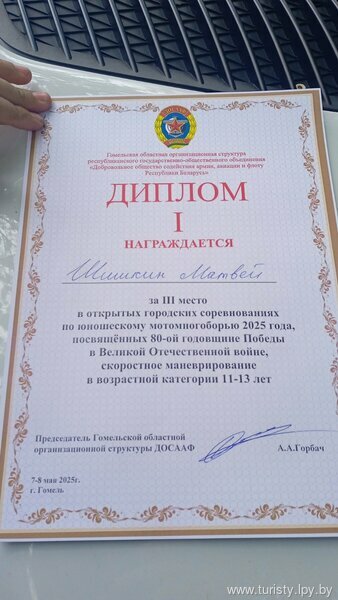 Гомельская областная организационная структура
республиканского государственно-общественного объединения
«Добровольное общество содействия армии, авиации и флоту
Республики Беларусь»
ДИПЛОМ
I
НАГРАЖДАЕТСЯ
Шишкин Матвей
за III место
в открытых городских соревнованиях
по юношескому мотомногоборью 2025 года,
посвящённых 80-ой годовщине Победы
в Великой Отечественной войне,
скоростное маневрирование
в возрастной категории 11-13 лет
Председатель Гомельской областной
организационной структуры ДОСААФ
А.А.Горбач
7-8 мая 2025г.
г. Гомель
www.turisty.lpy.by